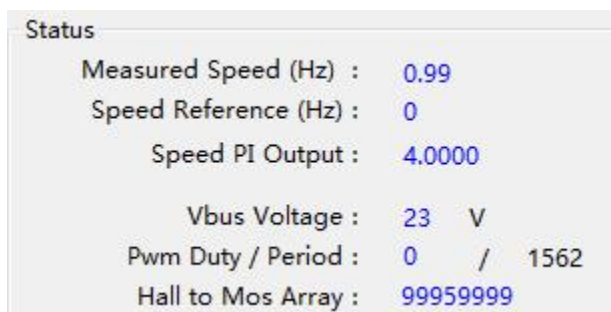 Status
Measured Speed (Hz) : 0.99
Speed Reference (Hz) : 0
Speed PI Output : 4.0000
Vbus Voltage : 23 V
Pwm Duty / Period : 0 / 1562
Hall to Mos Array : 99959999